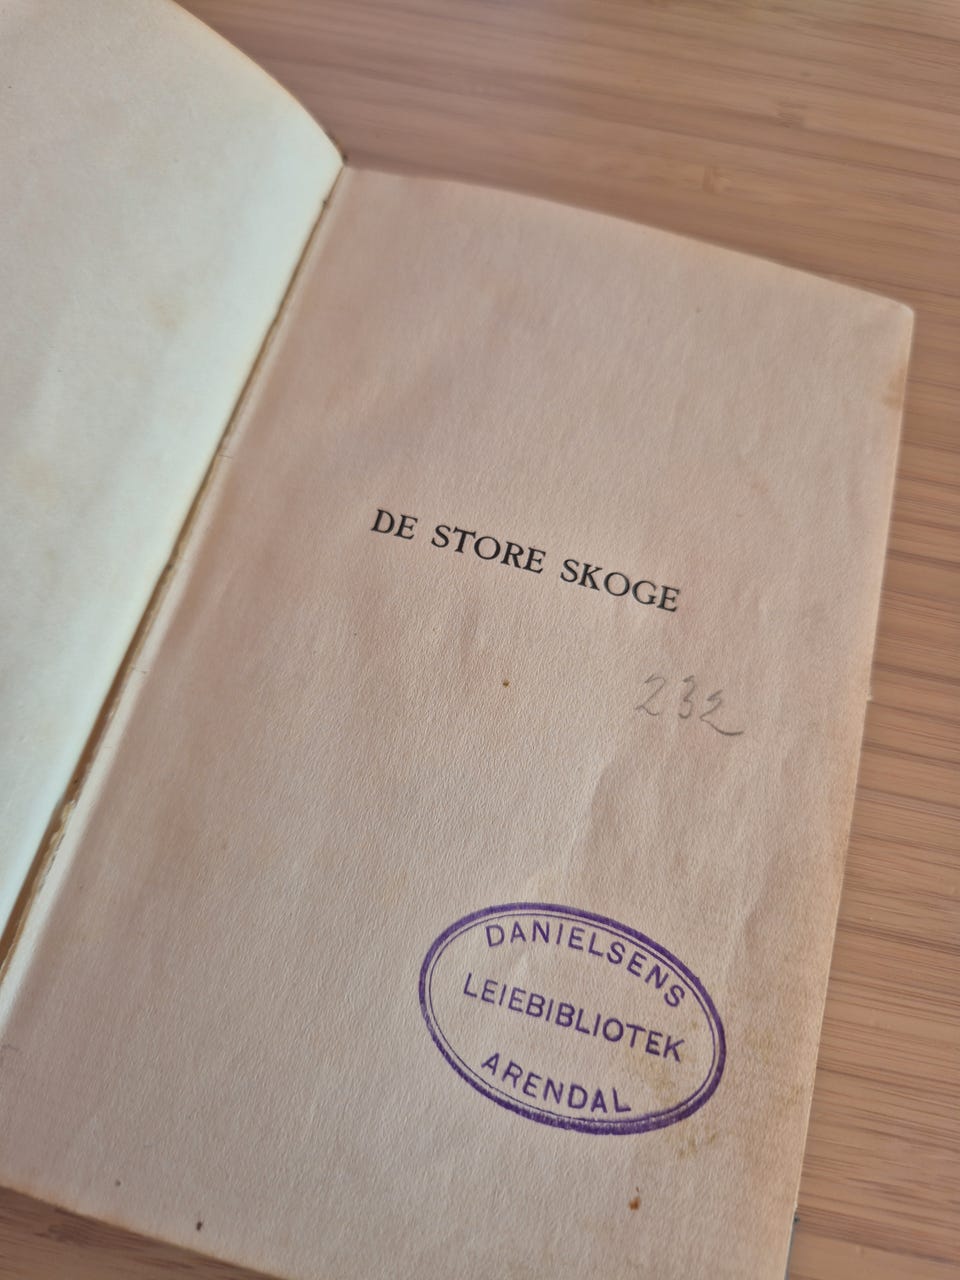 DE STORE SKOGE
232
DANIELSENS
LEIEBIBLIOTEK
ARENDAL